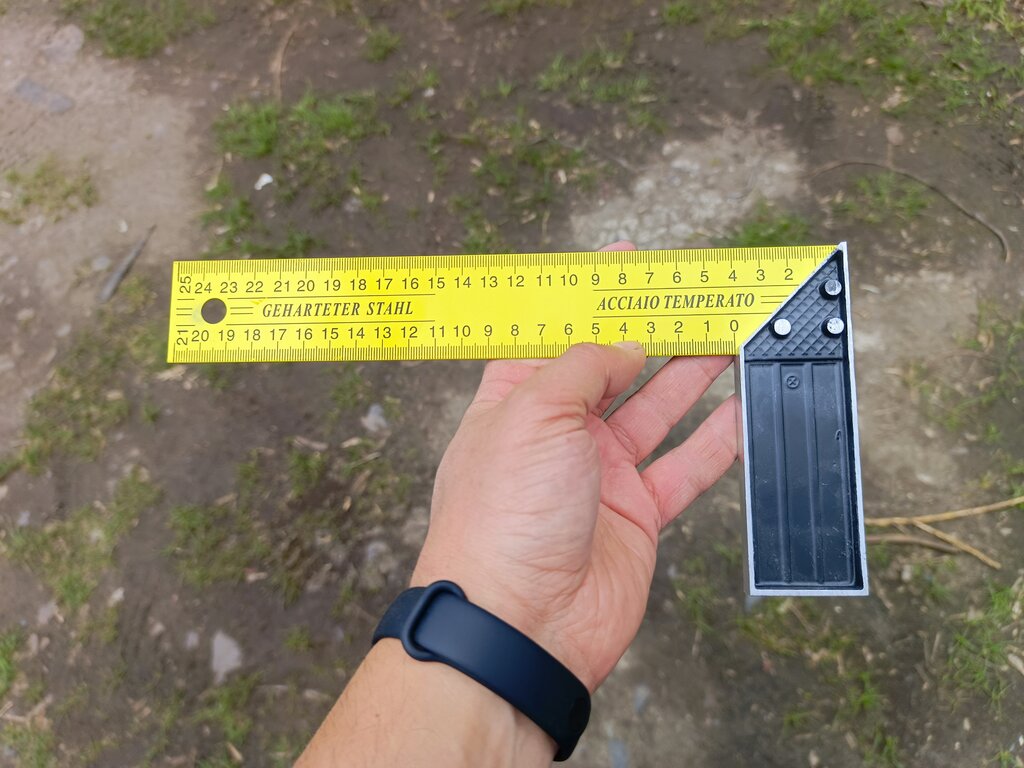 25 24 23 22 21 20 19 18 17 16 15 14 13 12 11 10 9 8 7 6 5 4 3 2
GEHARTETER STAHL ACCIAIO TEMPERATO
21 20 19 18 17 16 15 14 13 12 11 10 9 8 7 6 5 4 3 2 1 0